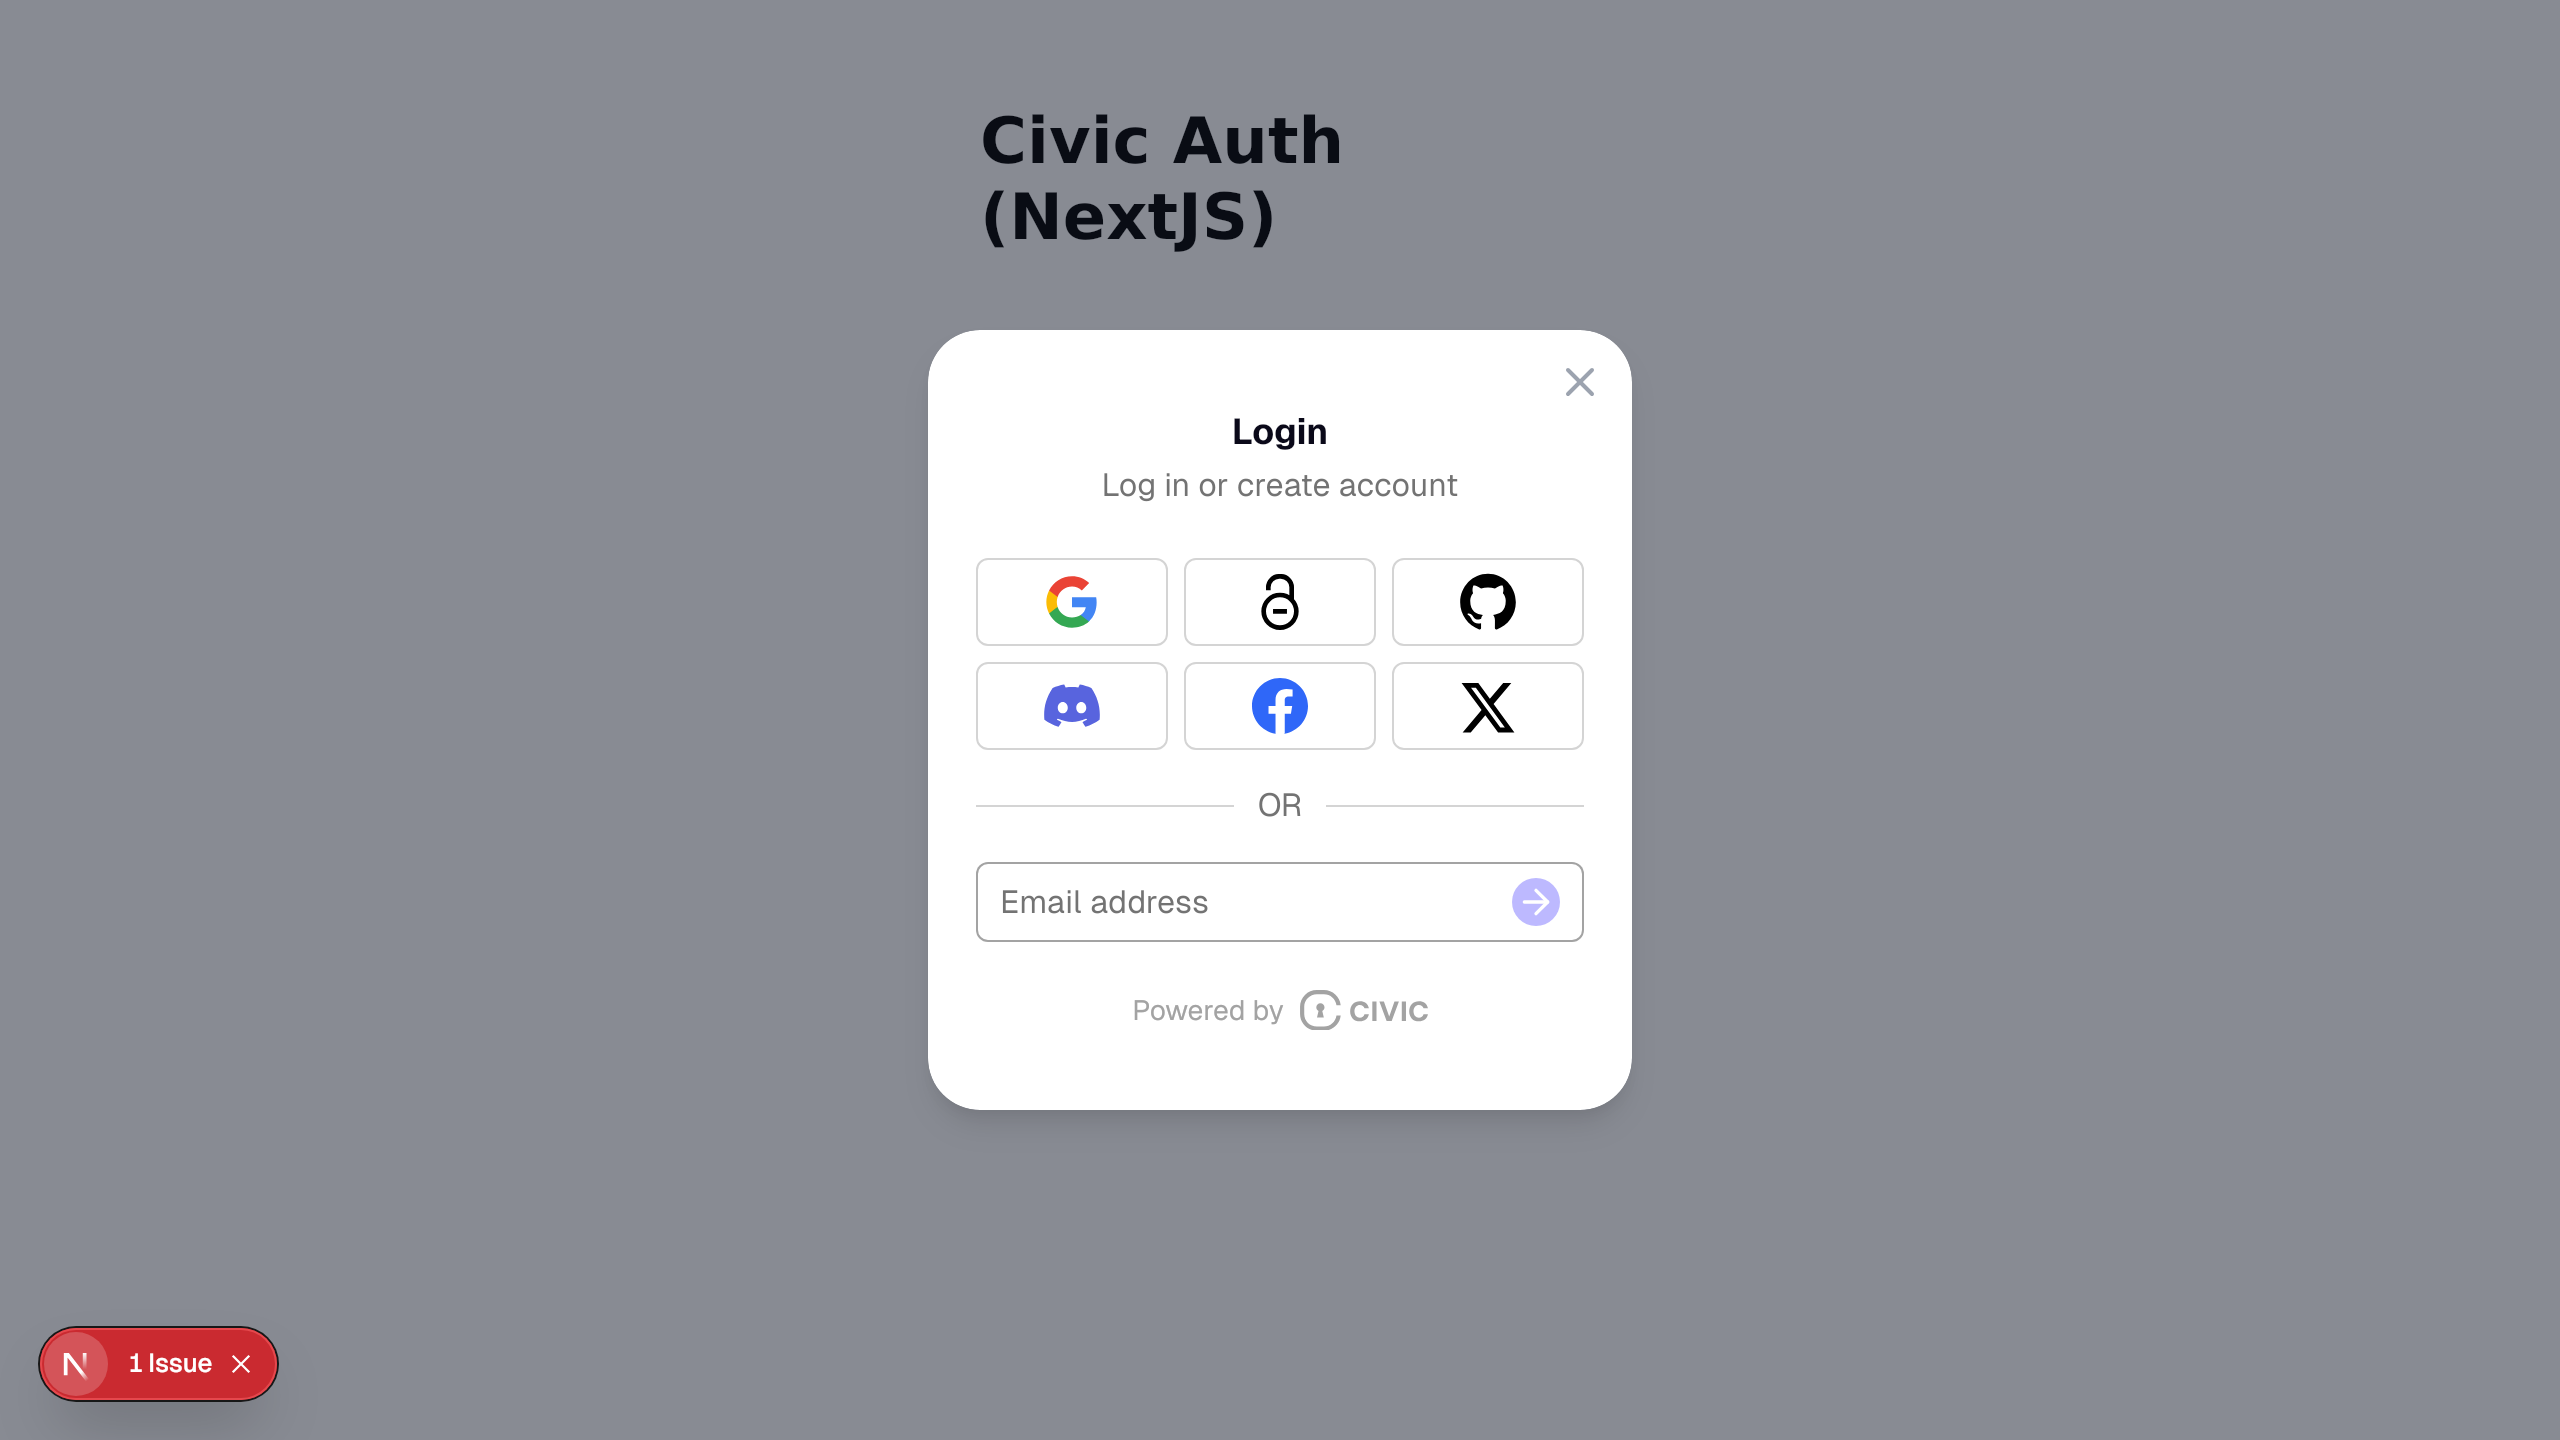 Civic Auth
(NextJS)
Login
Log in or create account
OR
Email address
Powered by CIVIC
N 1 Issue